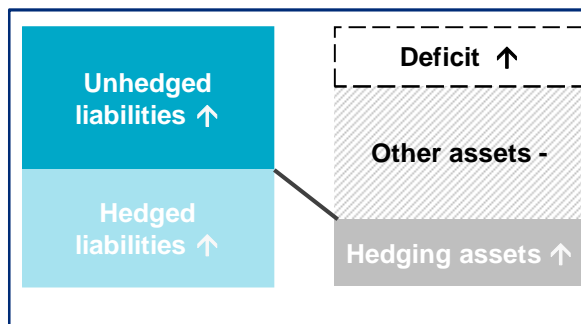 Unhedged
liabilities ↑
Hedged
liabilities ↑
Deficit ↑
Other assets -
Hedging assets ↑